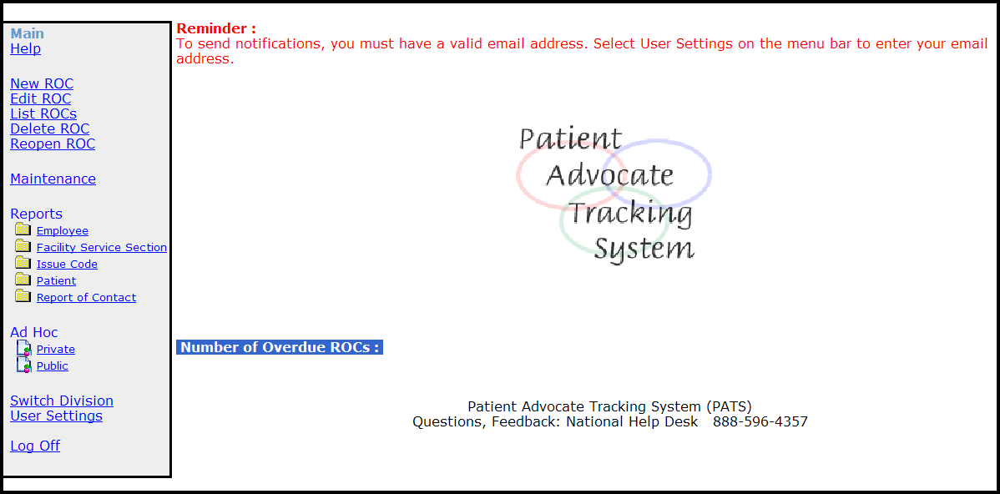 Main
Help
New ROC
Edit ROC
List ROCs
Delete ROC
Reopen ROC
Maintenance
Reports
Employee
Facility Service Section
Issue Code
Patient
Report of Contact
Ad Hoc
Private
Public
Switch Division
User Settings
Log Off
Reminder :
To send notifications, you must have a valid email address. Select User Settings on the menu bar to enter your email
address.
Patient
Advocate
Tracking
System
Number of Overdue ROCs :
Patient Advocate Tracking System (PATS)
Questions, Feedback: National Help Desk 888-596-4357